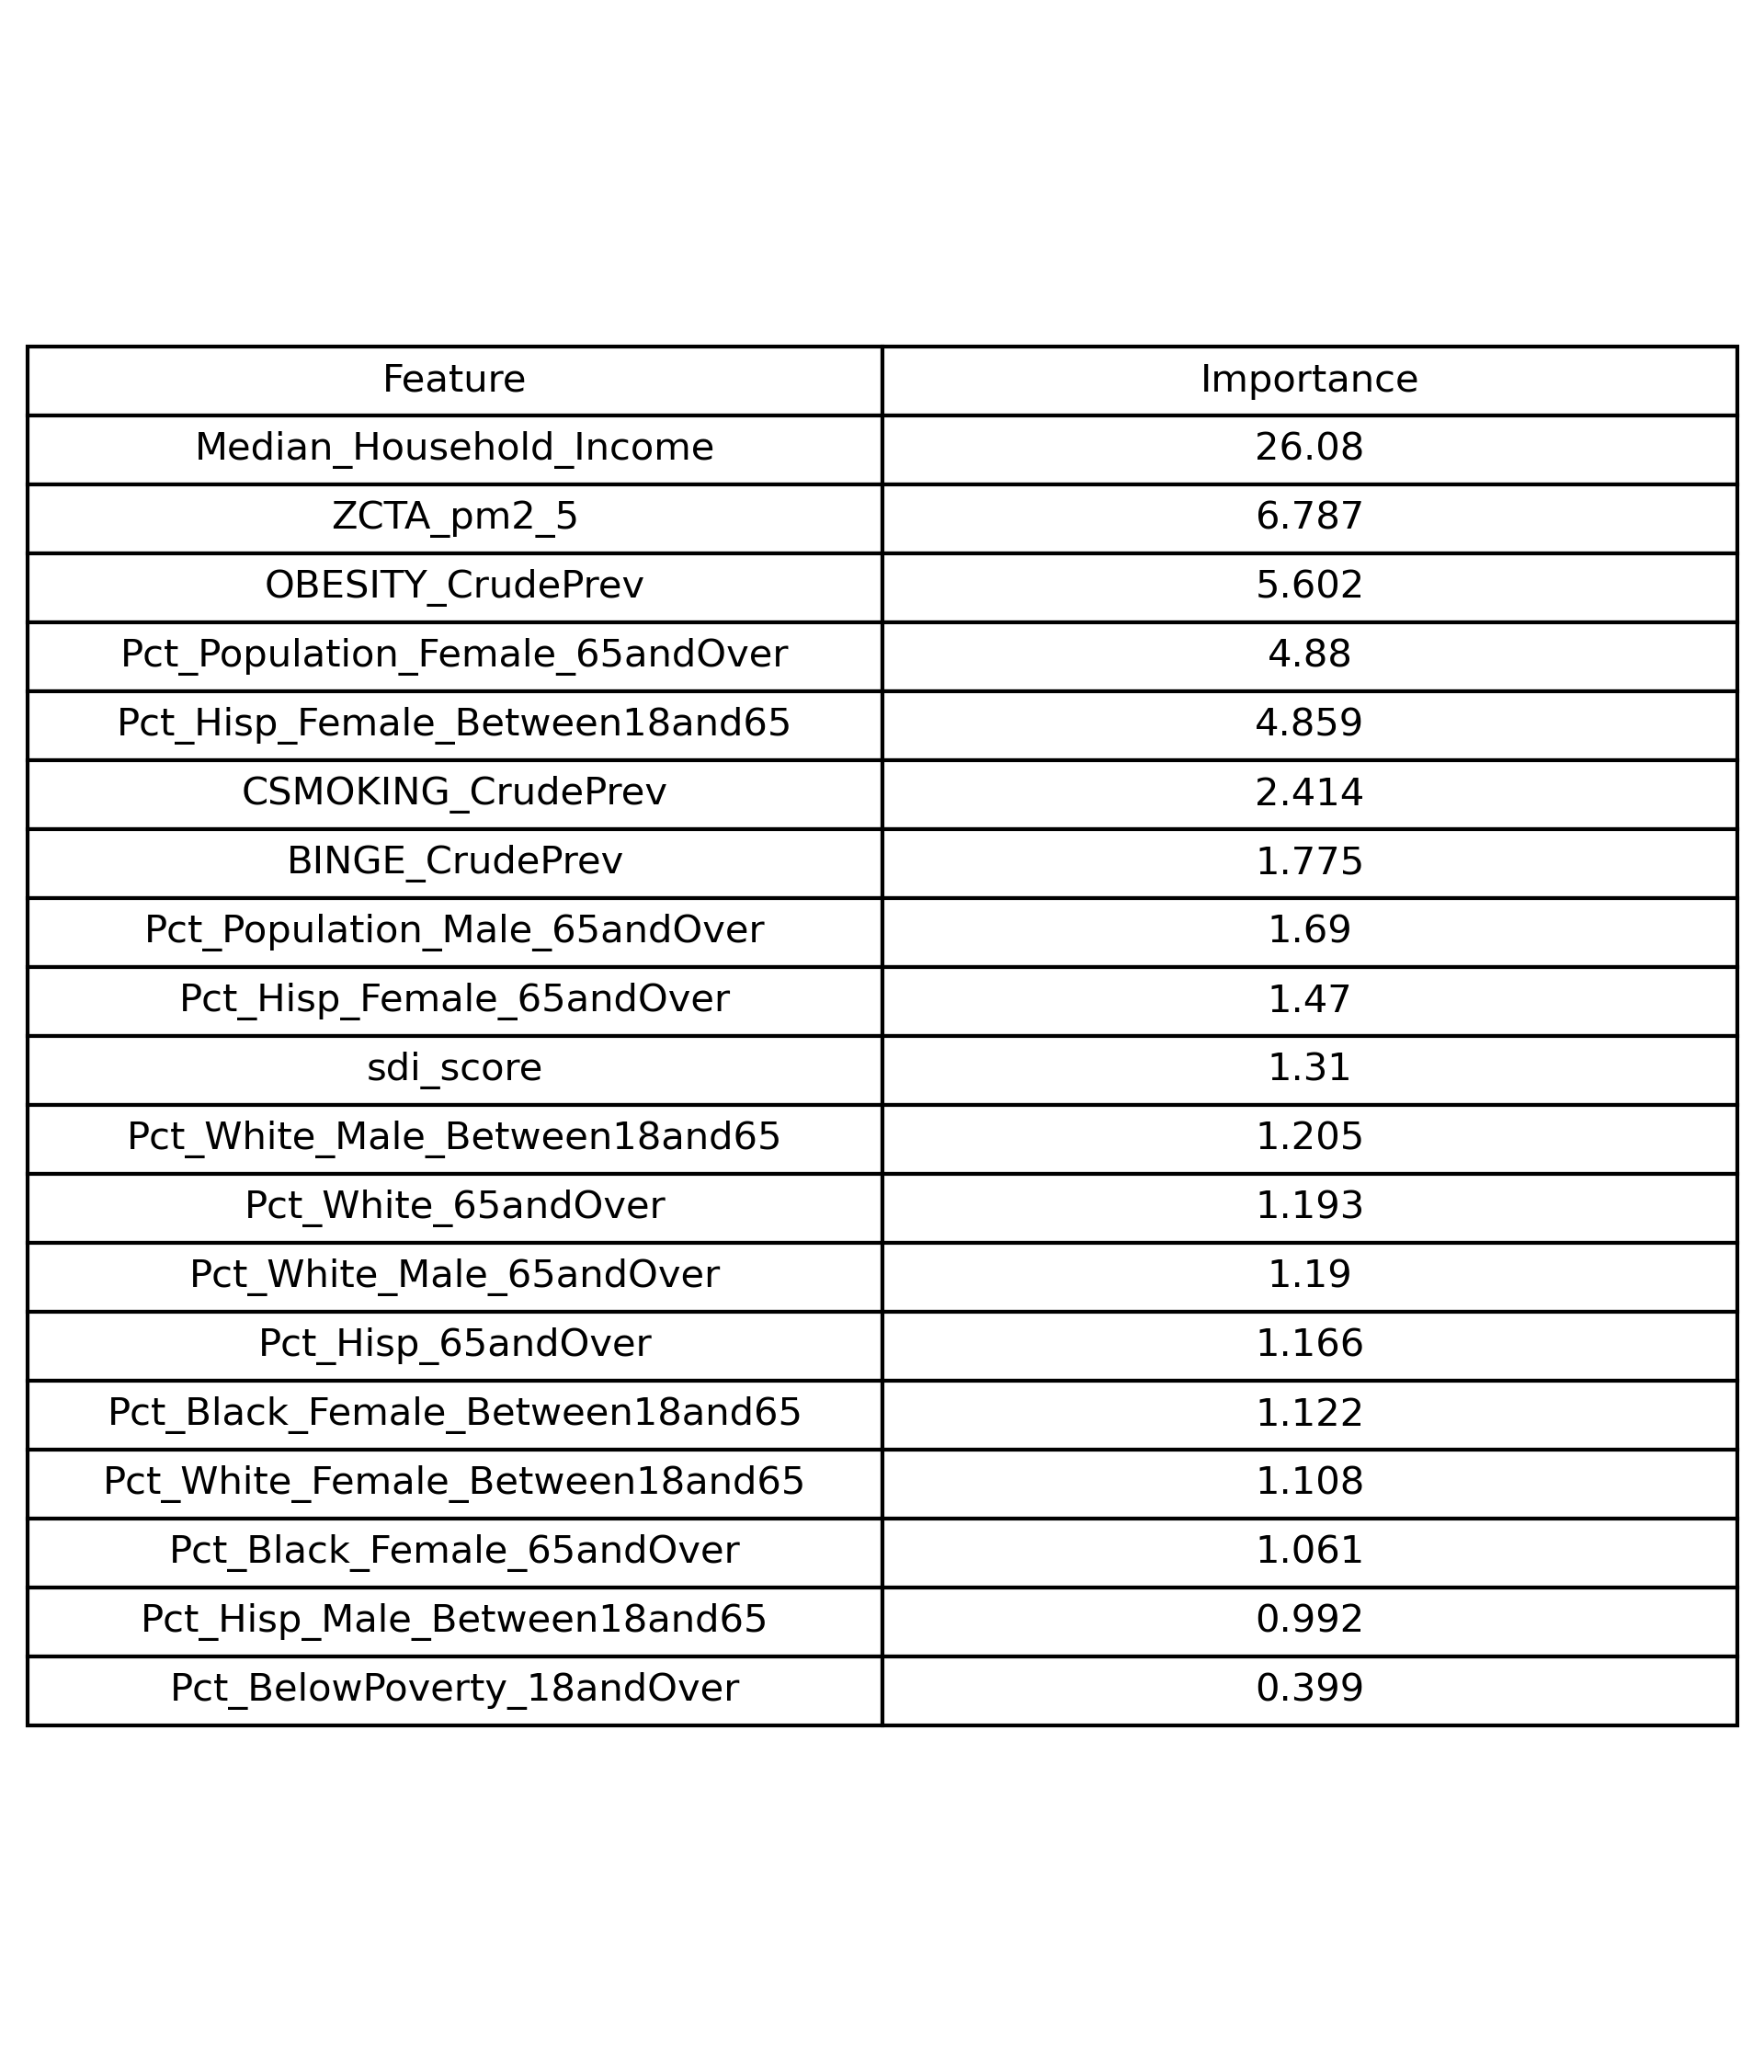 Feature Importance
Median_Household_Income 26.08
ZCTA_pm2_5 6.787
OBESITY_CrudePrev 5.602
Pct_Population_Female_65andOver 4.88
Pct_Hisp_Female_Between18and65 4.859
CSMOKING_CrudePrev 2.414
BINGE_CrudePrev 1.775
Pct_Population_Male_65andOver 1.69
Pct_Hisp_Female_65andOver 1.47
sdi_score 1.31
Pct_White_Male_Between18and65 1.205
Pct_White_65andOver 1.193
Pct_White_Male_65andOver 1.19
Pct_Hisp_65andOver 1.166
Pct_Black_Female_Between18and65 1.122
Pct_White_Female_Between18and65 1.108
Pct_Black_Female_65andOver 1.061
Pct_Hisp_Male_Between18and65 0.992
Pct_BelowPoverty_18andOver 0.399